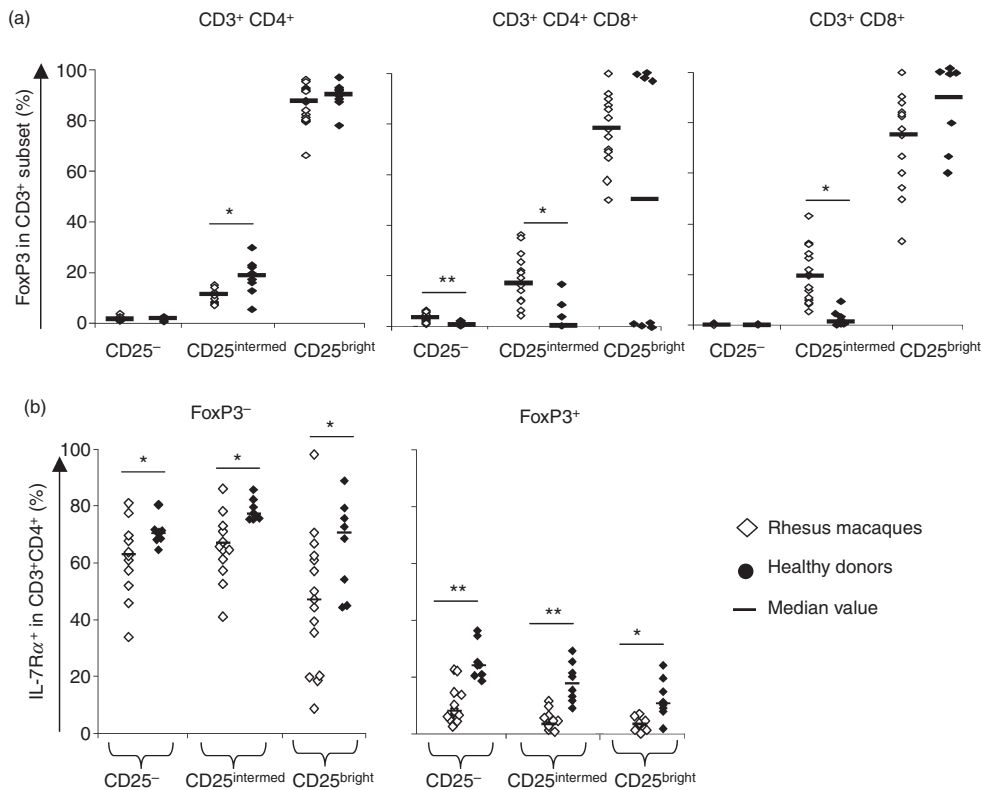 (a)
CD3⁺ CD4⁺
CD3⁺ CD4⁺ CD8⁺
CD3⁺ CD8⁺
FoxP3 in CD3⁺ subset (%)
100
80
60
40
20
0
*
**
*
*
CD25⁻
CD25intermed
CD25bright
CD25⁻
CD25intermed
CD25bright
CD25⁻
CD25intermed
CD25bright
(b)
FoxP3⁻
FoxP3⁺
IL-7Rα⁺ in CD3⁺CD4⁺ (%)
100
80
60
40
20
0
*
*
*
**
**
*
CD25⁻
CD25intermed
CD25bright
CD25⁻
CD25intermed
CD25bright
Rhesus macaques
Healthy donors
Median value